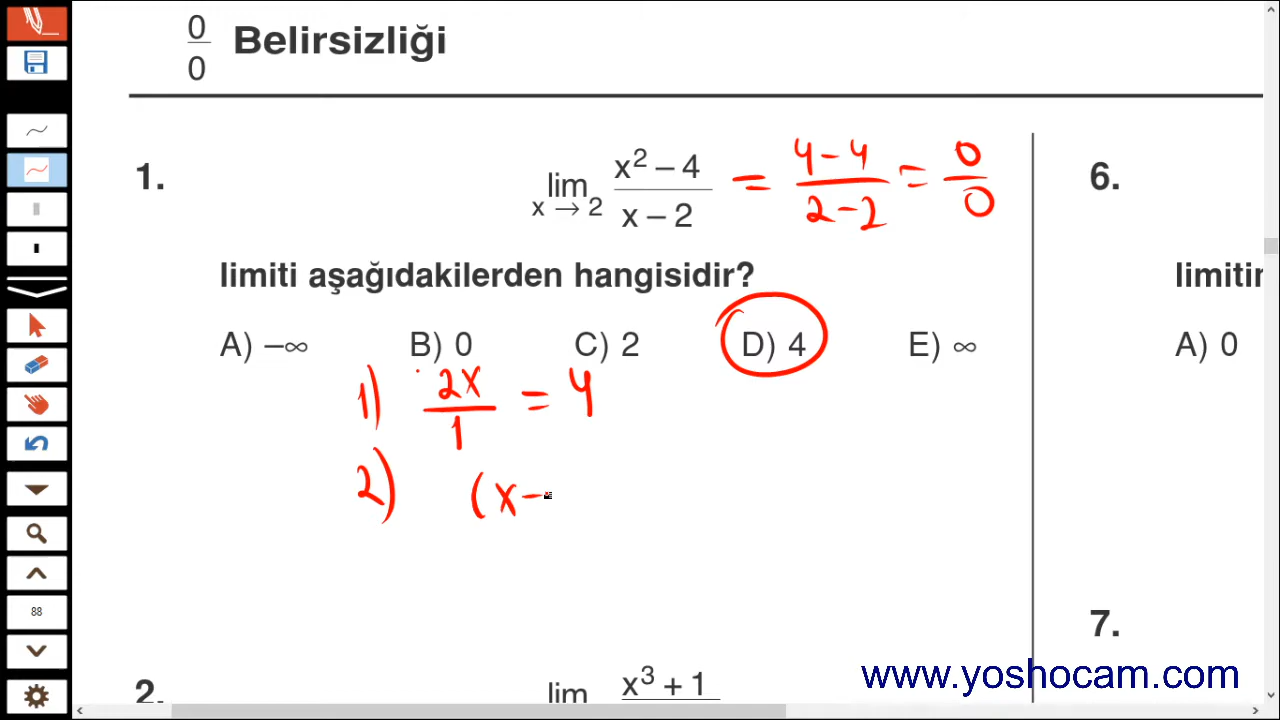 0/0 Belirsizliği
1. lim x → 2 x² – 4 / x – 2 = 4 – 4 / 2 – 2 = 0 / 0
limiti aşağıdakilerden hangisidir?
A) –∞ B) 0 C) 2 D) 4 E) ∞
1) 2x / 1 = 4
2) (x –
2. lim x³ + 1
6.
limitin
A) 0
7.
88
www.yoshocam.com